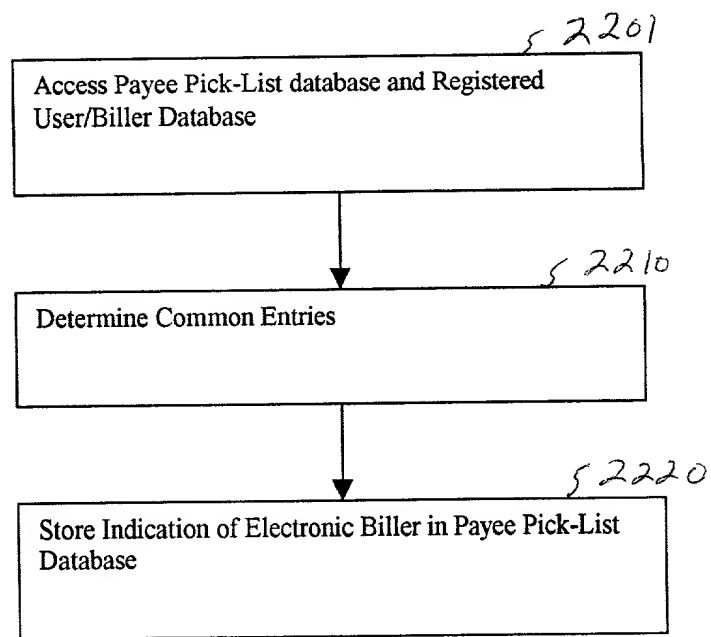 2201
Access Payee Pick-List database and Registered
User/Biller Database
2210
Determine Common Entries
2220
Store Indication of Electronic Biller in Payee Pick-List
Database